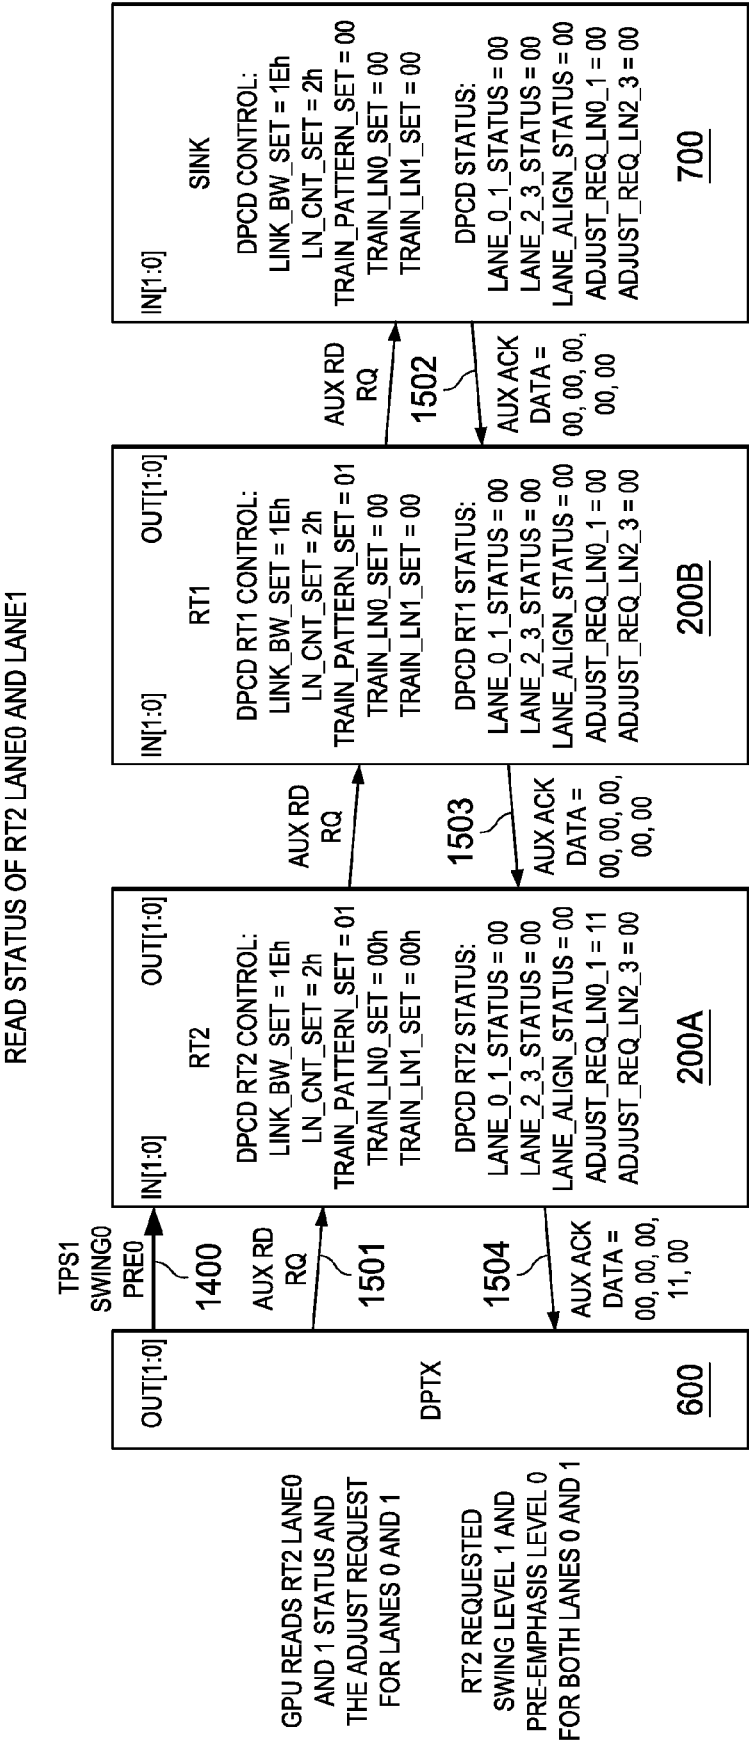 READ STATUS OF RT2 LANE0 AND LANE1
GPU READS RT2 LANE0
AND 1 STATUS AND
THE ADJUST REQUEST
FOR LANES 0 AND 1
RT2 REQUESTED
SWING LEVEL 1 AND
PRE-EMPHASIS LEVEL 0
FOR BOTH LANES 0 AND 1
OUT[1:0]
DPTX
600
TPS1
SWING0
PRE0
1400
AUX RD
RQ
1501
1504
AUX ACK
DATA =
00, 00, 00,
11, 00
IN[1:0]
OUT[1:0]
RT2
DPCD RT2 CONTROL:
LINK_BW_SET = 1Eh
LN_CNT_SET = 2h
TRAIN_PATTERN_SET = 01
TRAIN_LN0_SET = 00h
TRAIN_LN1_SET = 00h
DPCD RT2 STATUS:
LANE_0_1_STATUS = 00
LANE_2_3_STATUS = 00
LANE_ALIGN_STATUS = 00
ADJUST_REQ_LN0_1 = 11
ADJUST_REQ_LN2_3 = 00
200A
AUX RD
RQ
1503
AUX ACK
DATA =
00, 00, 00,
00, 00
IN[1:0]
OUT[1:0]
RT1
DPCD RT1 CONTROL:
LINK_BW_SET = 1Eh
LN_CNT_SET = 2h
TRAIN_PATTERN_SET = 01
TRAIN_LN0_SET = 00
TRAIN_LN1_SET = 00
DPCD RT1 STATUS:
LANE_0_1_STATUS = 00
LANE_2_3_STATUS = 00
LANE_ALIGN_STATUS = 00
ADJUST_REQ_LN0_1 = 00
ADJUST_REQ_LN2_3 = 00
200B
AUX RD
RQ
1502
AUX ACK
DATA =
00, 00, 00,
00, 00
IN[1:0]
SINK
DPCD CONTROL:
LINK_BW_SET = 1Eh
LN_CNT_SET = 2h
TRAIN_PATTERN_SET = 00
TRAIN_LN0_SET = 00
TRAIN_LN1_SET = 00
DPCD STATUS:
LANE_0_1_STATUS = 00
LANE_2_3_STATUS = 00
LANE_ALIGN_STATUS = 00
ADJUST_REQ_LN0_1 = 00
ADJUST_REQ_LN2_3 = 00
700